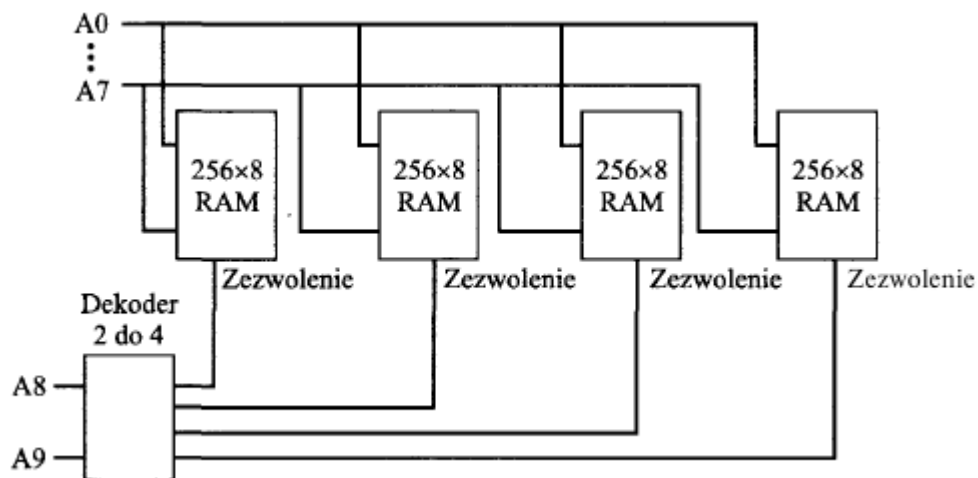 A0
⋮
A7
256×8
RAM
256×8
RAM
256×8
RAM
256×8
RAM
Zezwolenie
Zezwolenie
Zezwolenie
Zezwolenie
Dekoder
2 do 4
A8
A9